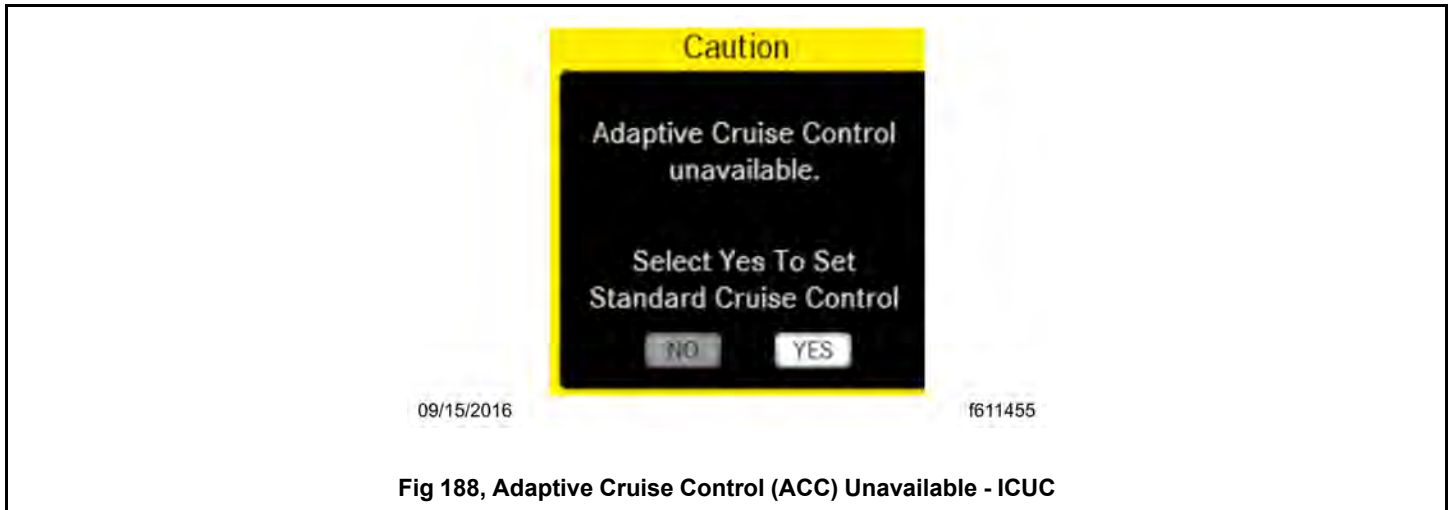 Caution
Adaptive Cruise Control
unavailable.
Select Yes To Set
Standard Cruise Control
NO YES
09/15/2016 f611455
Fig 188, Adaptive Cruise Control (ACC) Unavailable - ICUC